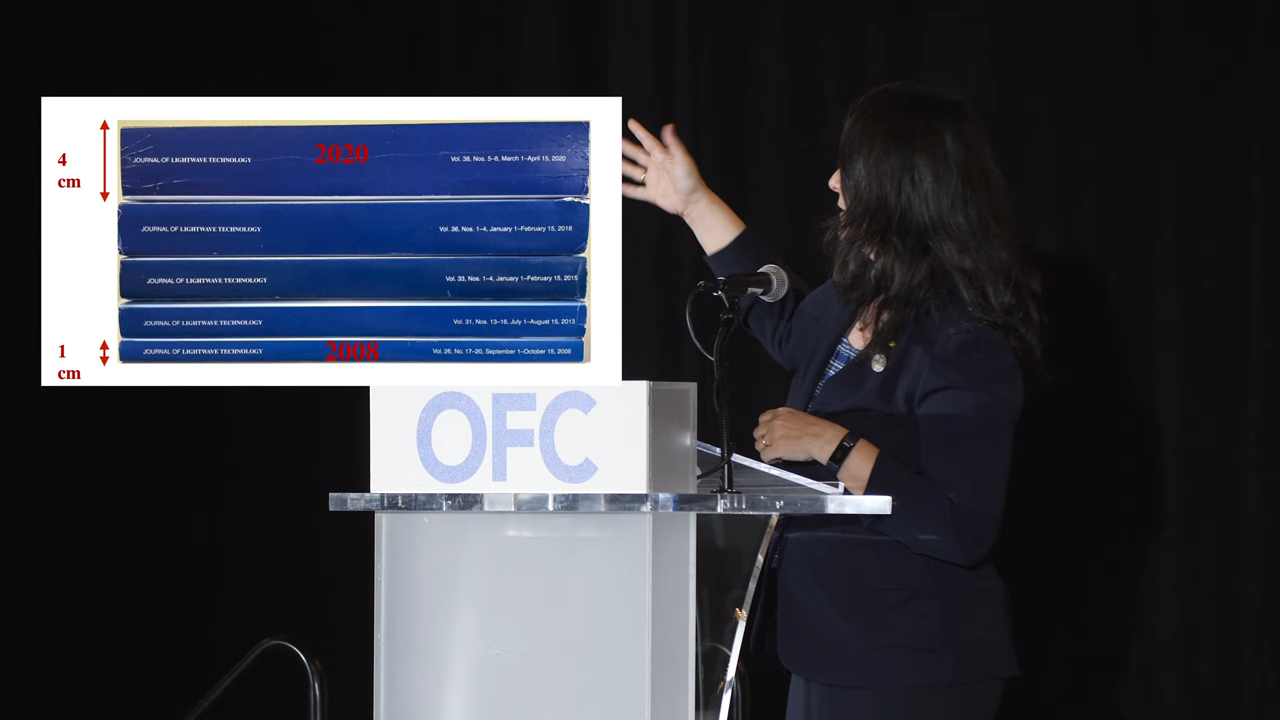 4
cm
2020
JOURNAL OF LIGHTWAVE TECHNOLOGY
Vol. 38, Nos. 5–8, March 1–April 15, 2020
JOURNAL OF LIGHTWAVE TECHNOLOGY
Vol. 36, Nos. 1–4, January 1–February 15, 2018
JOURNAL OF LIGHTWAVE TECHNOLOGY
Vol. 33, Nos. 1–4, January 1–February 15, 2015
JOURNAL OF LIGHTWAVE TECHNOLOGY
Vol. 31, Nos. 13–16, July 1–August 15, 2013
1
cm
2008
JOURNAL OF LIGHTWAVE TECHNOLOGY
Vol. 26, No. 17–20, September 1–October 15, 2008
OFC